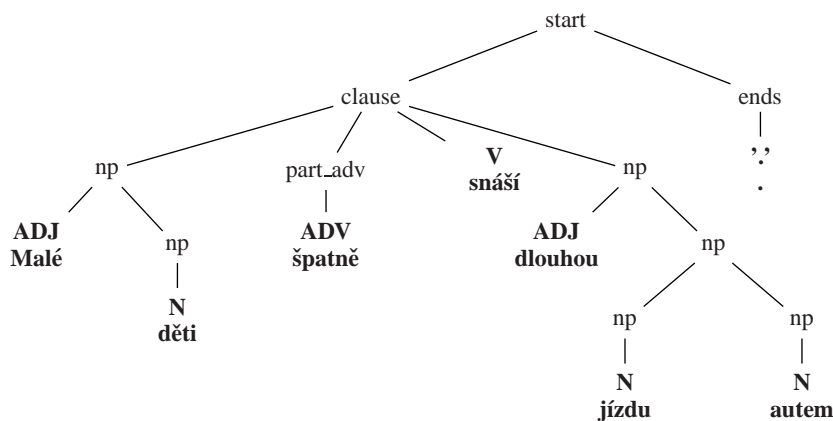 start
clause ends
np part_adv V np '.'
snáší .
ADJ np ADV ADJ np
Malé špatně dlouhou
N np np
děti
N N
jízdu autem